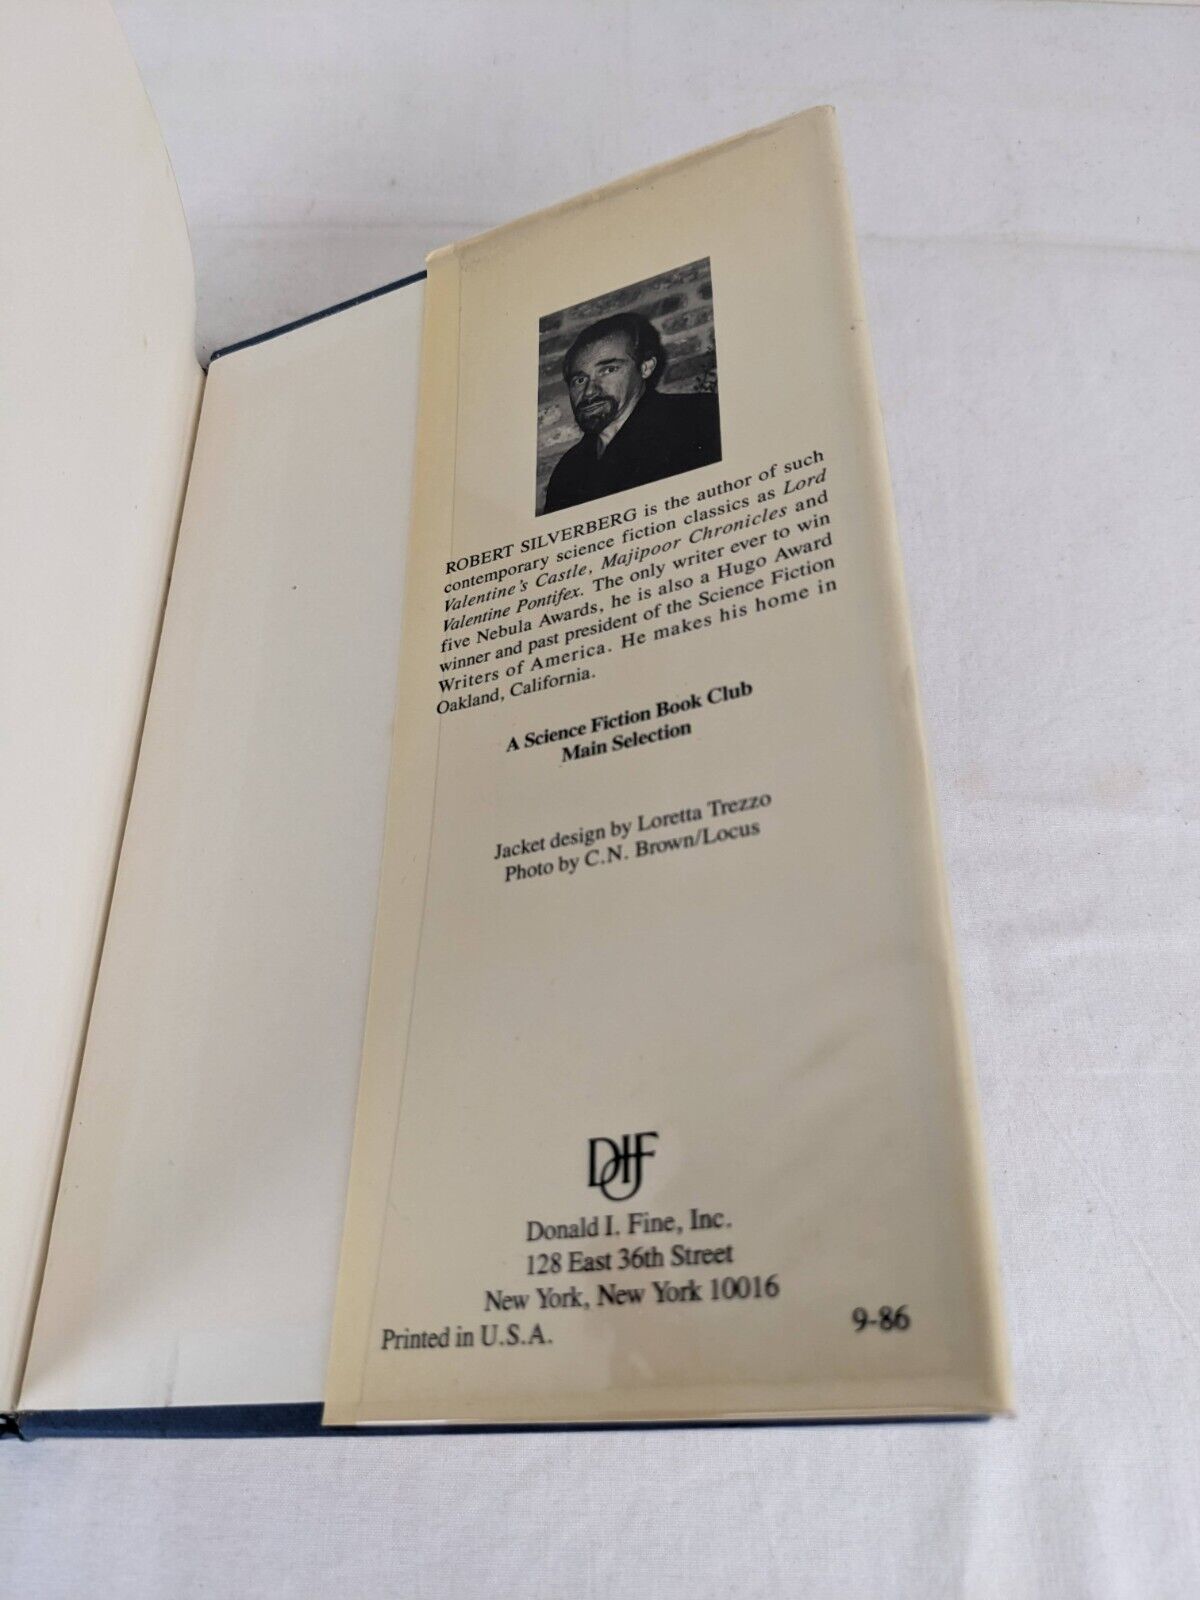 ROBERT SILVERBERG is the author of such
contemporary science fiction classics as Lord
Valentine's Castle, Majipoor Chronicles and
Valentine Pontifex. The only writer ever to win
five Nebula Awards, he is also a Hugo Award
winner and past president of the Science Fiction
Writers of America. He makes his home in
Oakland, California.
A Science Fiction Book Club
Main Selection
Jacket design by Loretta Trezzo
Photo by C.N. Brown/Locus
DIF
Donald I. Fine, Inc.
128 East 36th Street
New York, New York 10016
Printed in U.S.A.
9-86